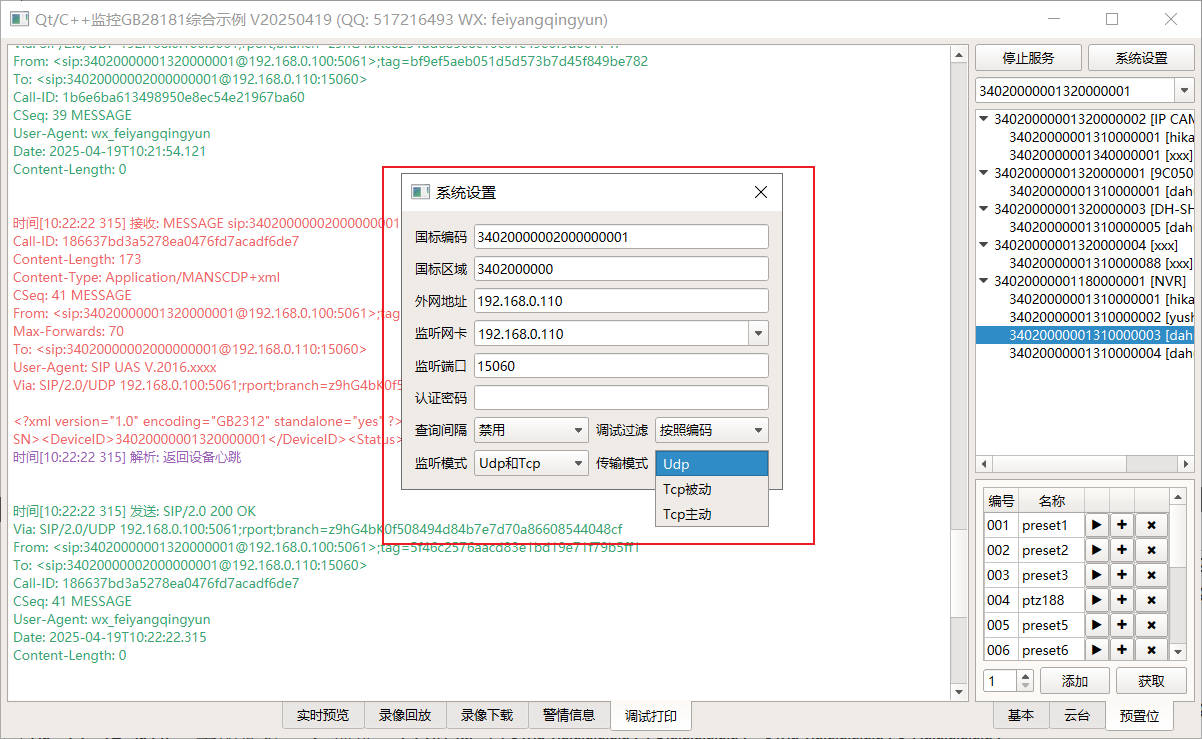 Qt/C++监控GB28181综合示例 V20250419 (QQ: 517216493 WX: feiyangqingyun)
From: <sip:34020000001320000001@192.168.0.100:5061>;tag=bf9ef5aeb051d5d573b7d45f849be782
To: <sip:34020000002000000001@192.168.0.110:15060>
Call-ID: 1b6e6ba613498950e8ec54e21967ba60
CSeq: 39 MESSAGE
User-Agent: wx_feiyangqingyun
Date: 2025-04-19T10:21:54.121
Content-Length: 0
时间[10:22:22 315] 接收: MESSAGE sip:34020000002000000001
Call-ID: 186637bd3a5278ea0476fd7acadf6de7
Content-Length: 173
Content-Type: Application/MANSCDP+xml
CSeq: 41 MESSAGE
From: <sip:34020000001320000001@192.168.0.100:5061>;tag
Max-Forwards: 70
To: <sip:34020000002000000001@192.168.0.110:15060>
User-Agent: SIP UAS V.2016.xxxx
Via: SIP/2.0/UDP 192.168.0.100:5061;rport;branch=z9hG4bK0f5
<?xml version="1.0" encoding="GB2312" standalone="yes" ?>
SN><DeviceID>34020000001320000001</DeviceID><Status>
时间[10:22:22 315] 解析: 返回设备心跳
时间[10:22:22 315] 发送: SIP/2.0 200 OK
Via: SIP/2.0/UDP 192.168.0.100:5061;rport;branch=z9hG4bK0f508494d84b7e7d70a86608544048cf
From: <sip:34020000001320000001@192.168.0.100:5061>;tag=5f46c2576aacd83e1bd19e71f79b5ff1
To: <sip:34020000002000000001@192.168.0.110:15060>
Call-ID: 186637bd3a5278ea0476fd7acadf6de7
CSeq: 41 MESSAGE
User-Agent: wx_feiyangqingyun
Date: 2025-04-19T10:22:22.315
Content-Length: 0
系统设置
国标编码 34020000002000000001
国标区域 3402000000
外网地址 192.168.0.110
监听网卡 192.168.0.110
监听端口 15060
认证密码
查询间隔 禁用 调试过滤 按照编码
监听模式 Udp和Tcp 传输模式 Udp
Tcp被动
Tcp主动
实时预览 录像回放 录像下载 警情信息 调试打印
停止服务 系统设置
34020000001320000001
34020000001320000002 [IP CAM
34020000001310000001 [hika
34020000001340000001 [xxx]
34020000001320000001 [9C050
34020000001310000001 [dah
34020000001320000003 [DH-SH
34020000001310000005 [dah
34020000001320000004 [xxx]
34020000001310000088 [xxx]
34020000001180000001 [NVR]
34020000001310000001 [hika
34020000001310000002 [yush
34020000001310000003 [dah
34020000001310000004 [dah
编号 名称
001 preset1
002 preset2
003 preset3
004 ptz188
005 preset5
006 preset6
1 添加 获取
基本 云台 预置位